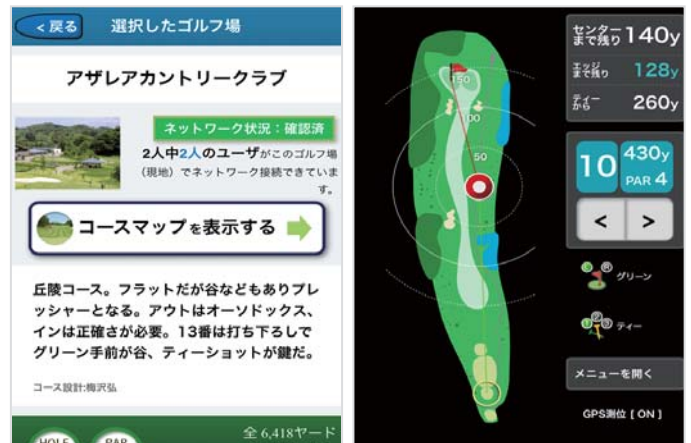 <戻る 選択したゴルフ場
アザレアカントリークラブ
ネットワーク状況：確認済
2人中2人のユーザがこのゴルフ場
（現地）でネットワーク接続できていま
す。
コースマップを表示する
丘陵コース。フラットだが谷などもありプレ
ッシャーとなる。アウトはオーソドックス、
インは正確さが必要。13番は打ち下ろしで
グリーン手前が谷、ティーショットが鍵だ。
コース設計:梅沢弘
全 6,418ヤード
HOLE PAR
150
100
50
センター
まで残り 140y
エッジ
まで残り 128y
ティー
から 260y
10 430y
PAR 4
< >
L R
グリーン
ティー
メニューを開く
GPS測位 [ ON ]